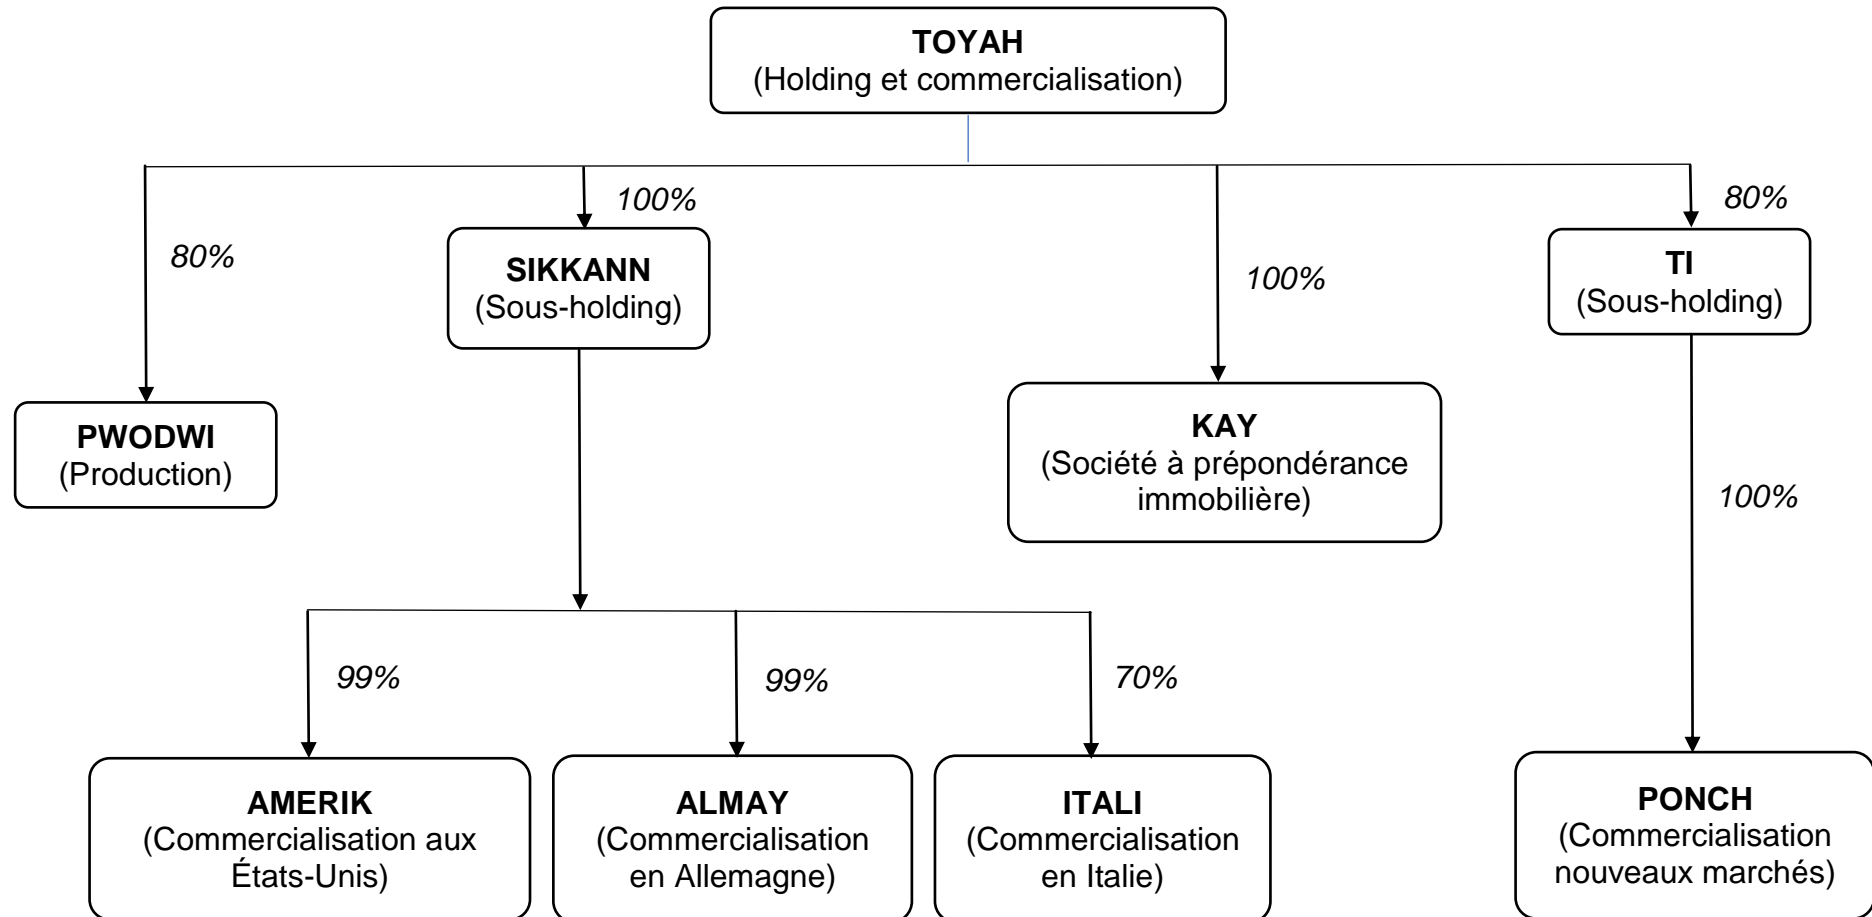 TOYAH
(Holding et commercialisation)
80%
100%
100%
80%
SIKKANN
(Sous-holding)
TI
(Sous-holding)
PWODWI
(Production)
KAY
(Société à prépondérance
immobilière)
100%
99%
99%
70%
AMERIK
(Commercialisation aux
États-Unis)
ALMAY
(Commercialisation
en Allemagne)
ITALI
(Commercialisation
en Italie)
PONCH
(Commercialisation
nouveaux marchés)